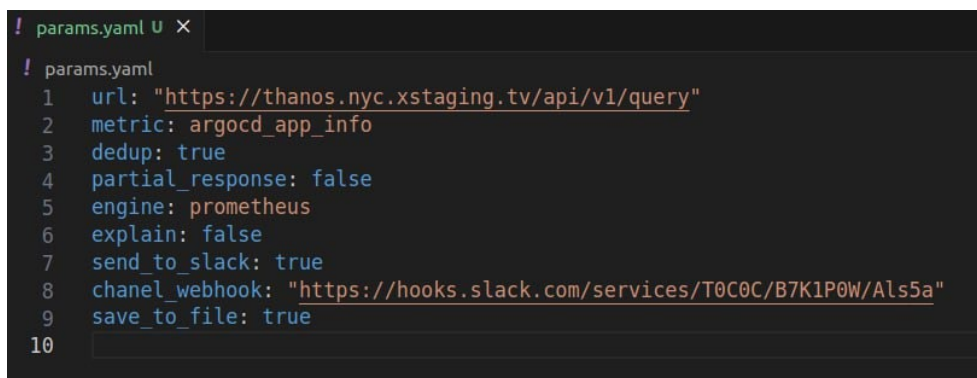 ! params.yaml U ×
! params.yaml
1 url: "https://thanos.nyc.xstaging.tv/api/v1/query"
2 metric: argocd_app_info
3 dedup: true
4 partial_response: false
5 engine: prometheus
6 explain: false
7 send_to_slack: true
8 chanel_webhook: "https://hooks.slack.com/services/T0C0C/B7K1P0W/Als5a"
9 save_to_file: true
10